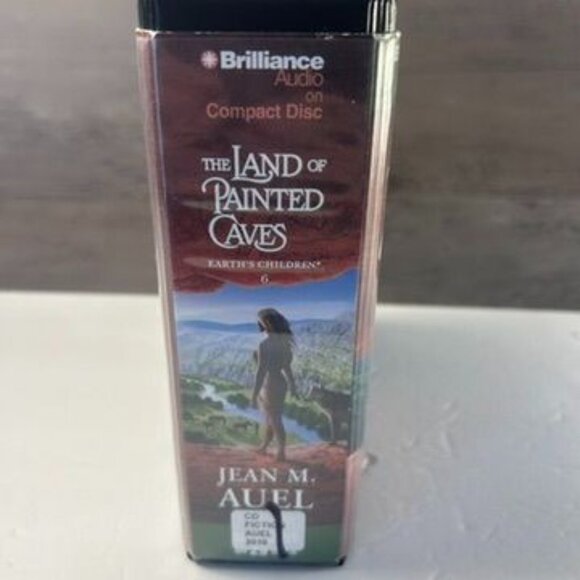 Brilliance
Audio
on
Compact Disc
THE LAND OF
PAINTED
CAVES
EARTH'S CHILDREN®
6
JEAN M.
AUEL
CD
FICTION
AUEL